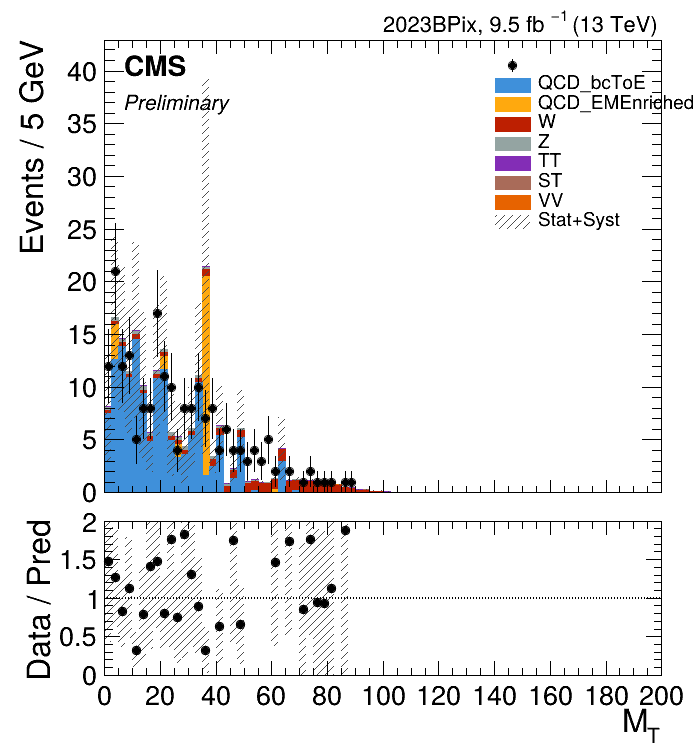 2023BPix, 9.5 fb⁻¹ (13 TeV)
CMS
Preliminary
QCD_bcToE
QCD_EMEnriched
W
Z
TT
ST
VV
Stat+Syst
Events / 5 GeV
40
35
30
25
20
15
10
5
0
Data / Pred
2
1.5
1
0.5
0
0 20 40 60 80 100 120 140 160 180 200
M_T